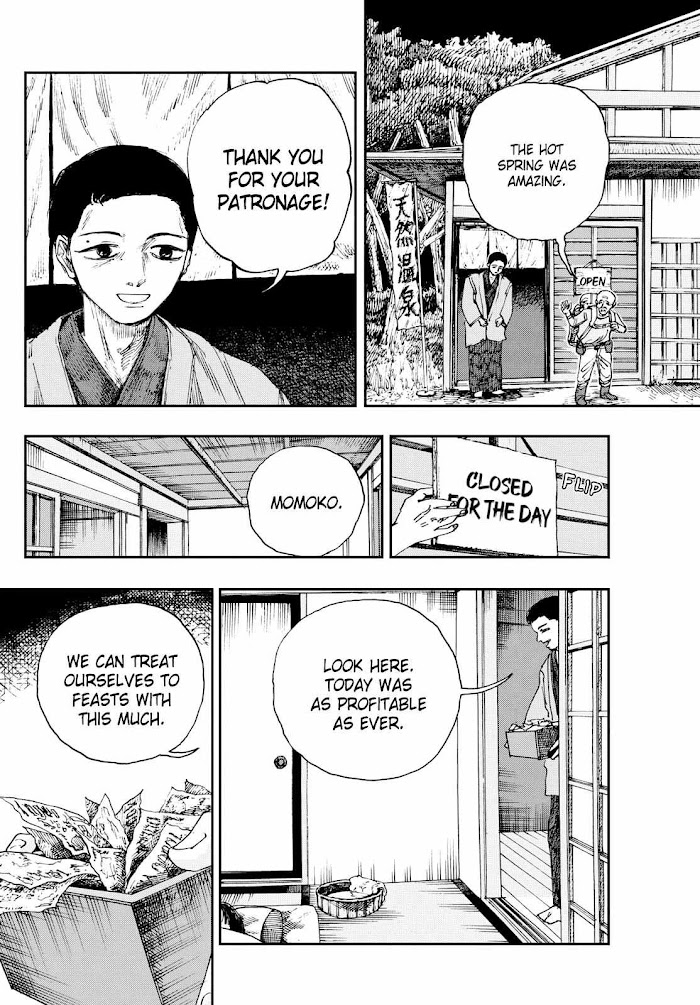 THE HOT
SPRING WAS
AMAZING.
OPEN
天然温泉
THANK YOU
FOR YOUR
PATRONAGE!
CLOSED
FOR THE DAY
FLIP
MOMOKO.
LOOK HERE.
TODAY WAS
AS PROFITABLE
AS EVER.
WE CAN TREAT
OURSELVES TO
FEASTS WITH
THIS MUCH.